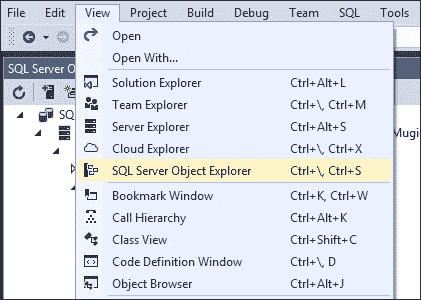 File Edit View Project Build Debug Team SQL Tools
SQL Server O
SQ
Open
Open With...
Solution Explorer Ctrl+Alt+L
Team Explorer Ctrl+\, Ctrl+M
Server Explorer Ctrl+Alt+S
Cloud Explorer Ctrl+\, Ctrl+X
SQL Server Object Explorer Ctrl+\, Ctrl+S
Bookmark Window Ctrl+K, Ctrl+W
Call Hierarchy Ctrl+Alt+K
Class View Ctrl+Shift+C
Code Definition Window Ctrl+\, D
Object Browser Ctrl+Alt+J
Mugin